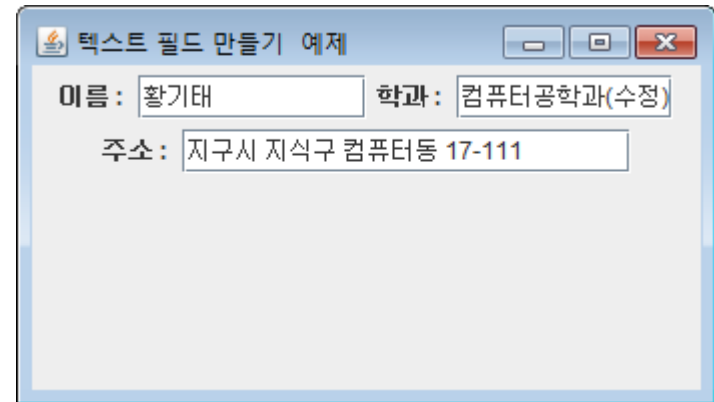 텍스트 필드 만들기 예제
이름 : 황기태 학과 : 컴퓨터공학과(수정)
주소 : 지구시 지식구 컴퓨터동 17-111